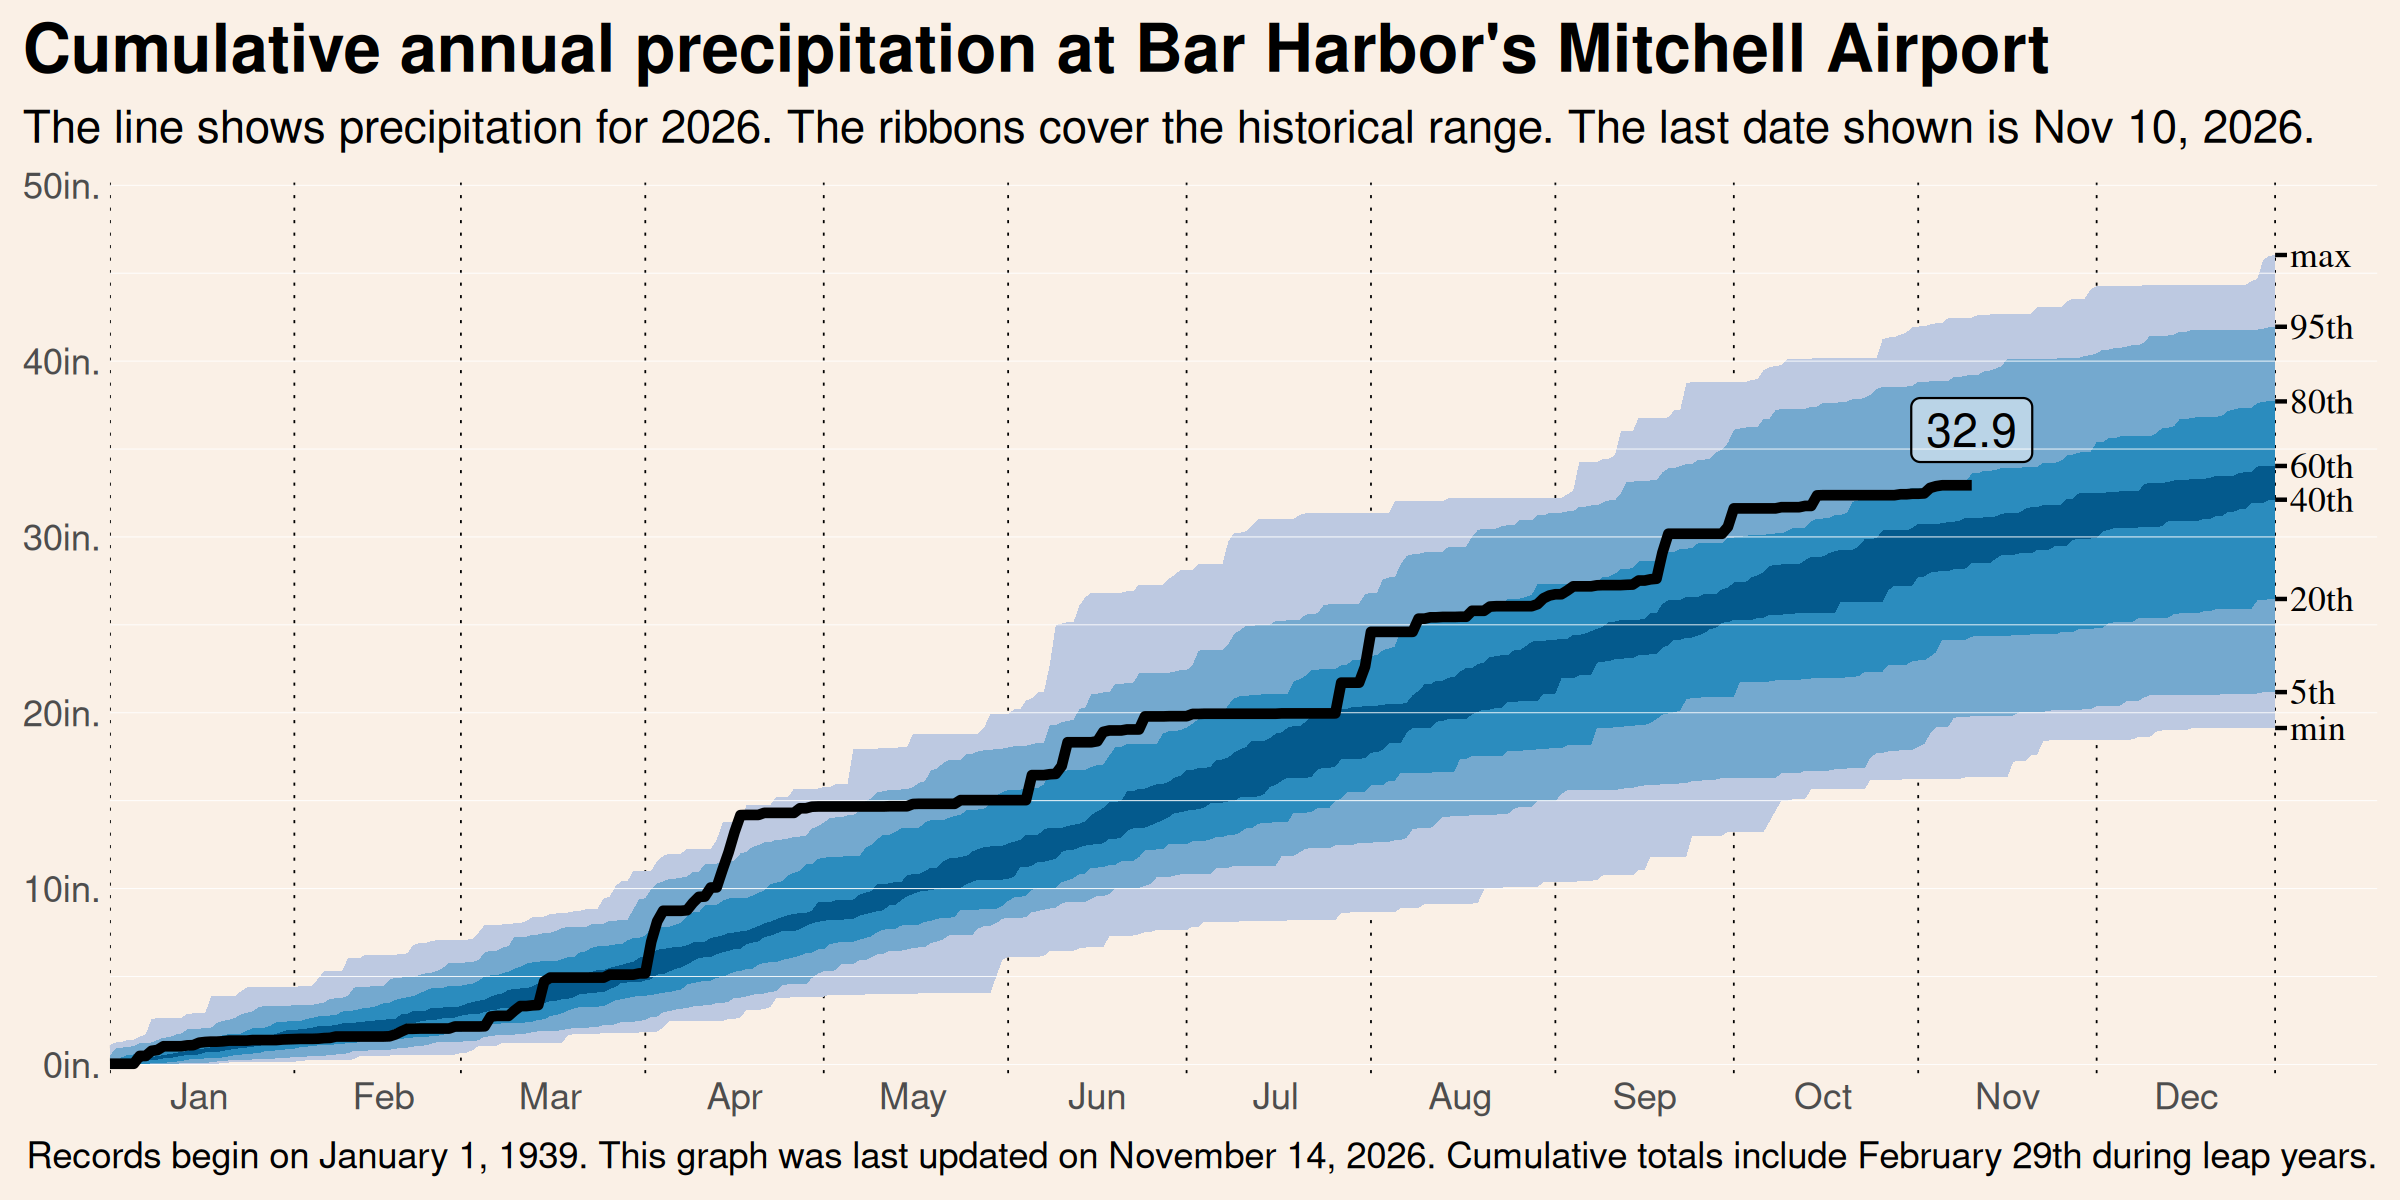 Cumulative annual precipitation at Bar Harbor's Mitchell Airport
The line shows precipitation for 2026. The ribbons cover the historical range. The last date shown is Nov 10, 2026.
50in.
max
95th
40in.
80th
32.9
60th
40th
30in.
20th
20in.
5th
min
10in.
0in.
Jan Feb Mar Apr May Jun Jul Aug Sep Oct Nov Dec
Records begin on January 1, 1939. This graph was last updated on November 14, 2026. Cumulative totals include February 29th during leap years.